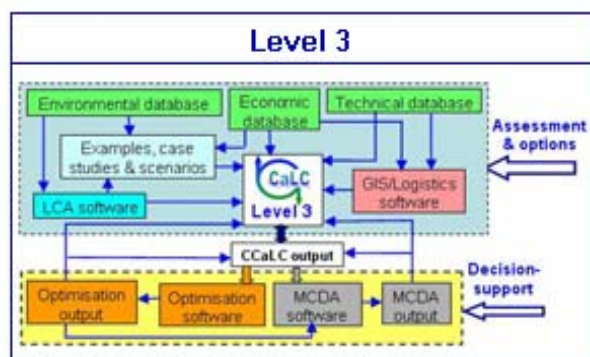 Level 3
Environmental database
Economic
database
Technical database
Examples, case
studies & scenarios
CaLC
Level 3
LCA software
GIS/Logistics
software
Assessment
& options
CCaLC output
Optimisation
output
Optimisation
software
MCDA
software
MCDA
output
Decision-
support